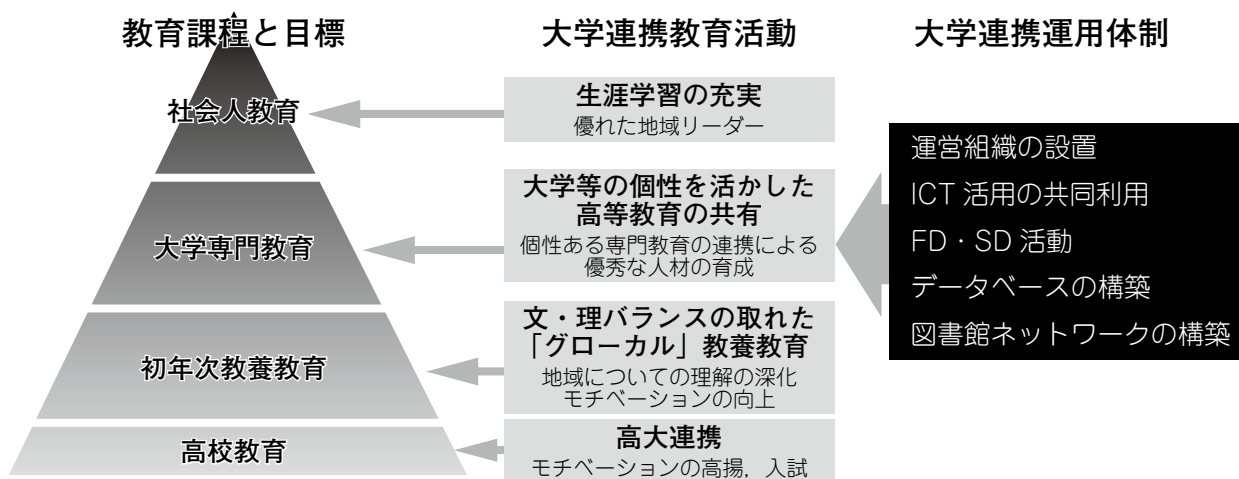 教育課程と目標
大学連携教育活動
大学連携運用体制
社会人教育
大学専門教育
初年次教養教育
高校教育
生涯学習の充実
優れた地域リーダー
大学等の個性を活かした
高等教育の共有
個性ある専門教育の連携による
優秀な人材の育成
文・理バランスの取れた
「グローカル」教養教育
地域についての理解の深化
モチベーションの向上
高大連携
モチベーションの高揚，入試
運営組織の設置
ICT 活用の共同利用
FD・SD 活動
データベースの構築
図書館ネットワークの構築